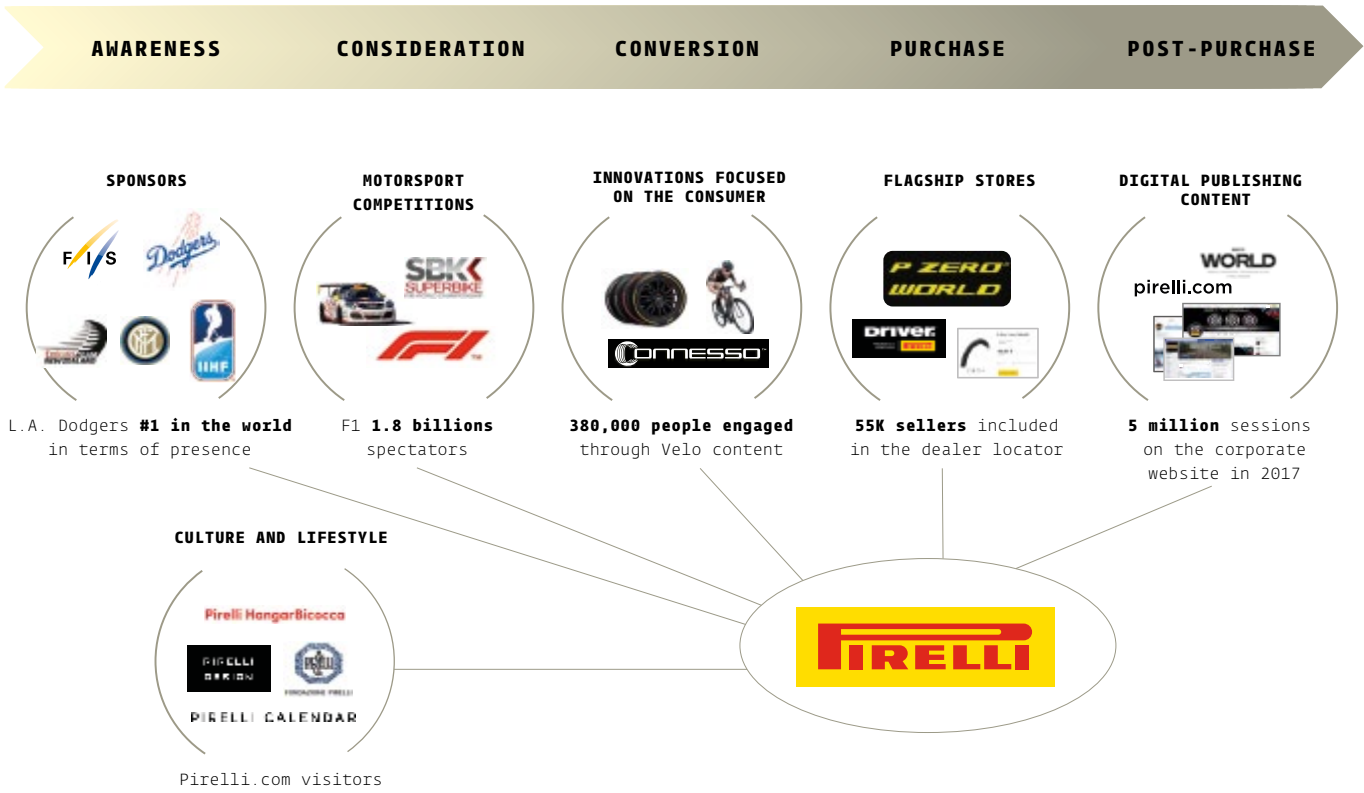 AWARENESS
CONSIDERATION
CONVERSION
PURCHASE
POST-PURCHASE
SPONSORS
MOTORSPORT
COMPETITIONS
INNOVATIONS FOCUSED
ON THE CONSUMER
FLAGSHIP STORES
DIGITAL PUBLISHING
CONTENT
F I S
Dodgers
IIHF
SBK
SUPERBIKE
F1
CONNESSO
P ZERO
WORLD
DRIVER
WORLD
pirelli.com
L.A. Dodgers #1 in the world
in terms of presence
F1 1.8 billions
spectators
380,000 people engaged
through Velo content
55K sellers included
in the dealer locator
5 million sessions
on the corporate
website in 2017
CULTURE AND LIFESTYLE
Pirelli HangarBicocca
PIRELLI
DESIGN
PIRELLI
FONDAZIONE PIRELLI
PIRELLI CALENDAR
Pirelli.com visitors
PIRELLI